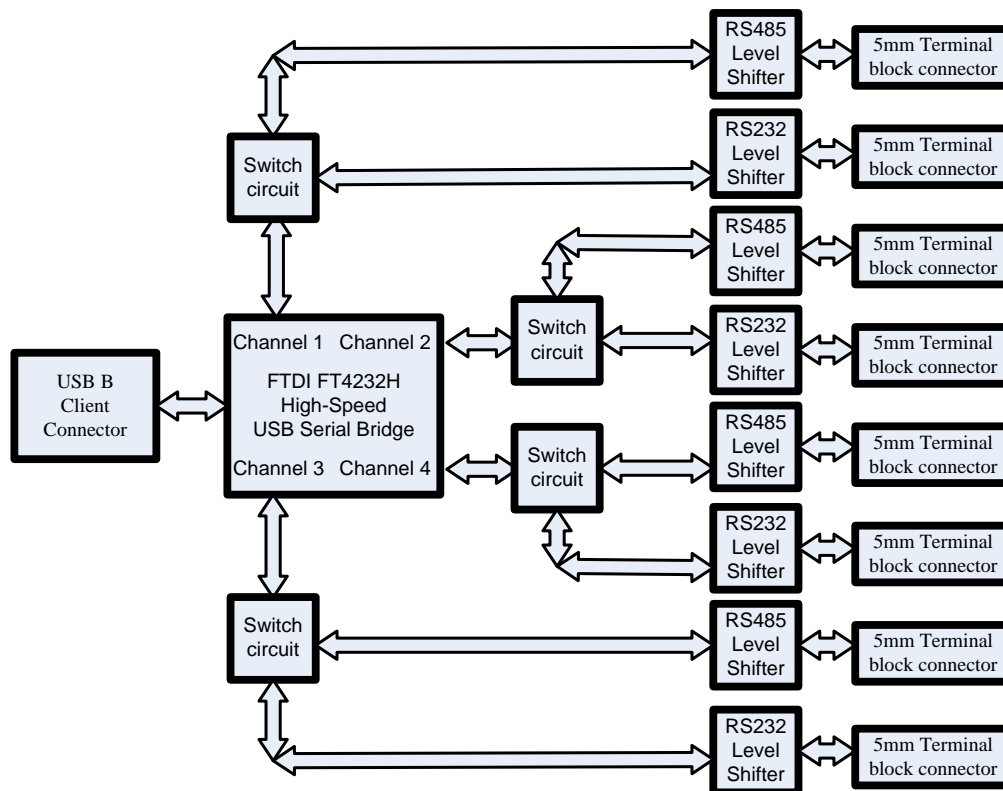 RS485
Level
Shifter
5mm Terminal
block connector
Switch
circuit
RS232
Level
Shifter
5mm Terminal
block connector
RS485
Level
Shifter
5mm Terminal
block connector
Switch
circuit
RS232
Level
Shifter
5mm Terminal
block connector
USB B
Client
Connector
Channel 1 Channel 2
FTDI FT4232H
High-Speed
USB Serial Bridge
Channel 3 Channel 4
Switch
circuit
RS485
Level
Shifter
5mm Terminal
block connector
RS232
Level
Shifter
5mm Terminal
block connector
Switch
circuit
RS485
Level
Shifter
5mm Terminal
block connector
RS232
Level
Shifter
5mm Terminal
block connector